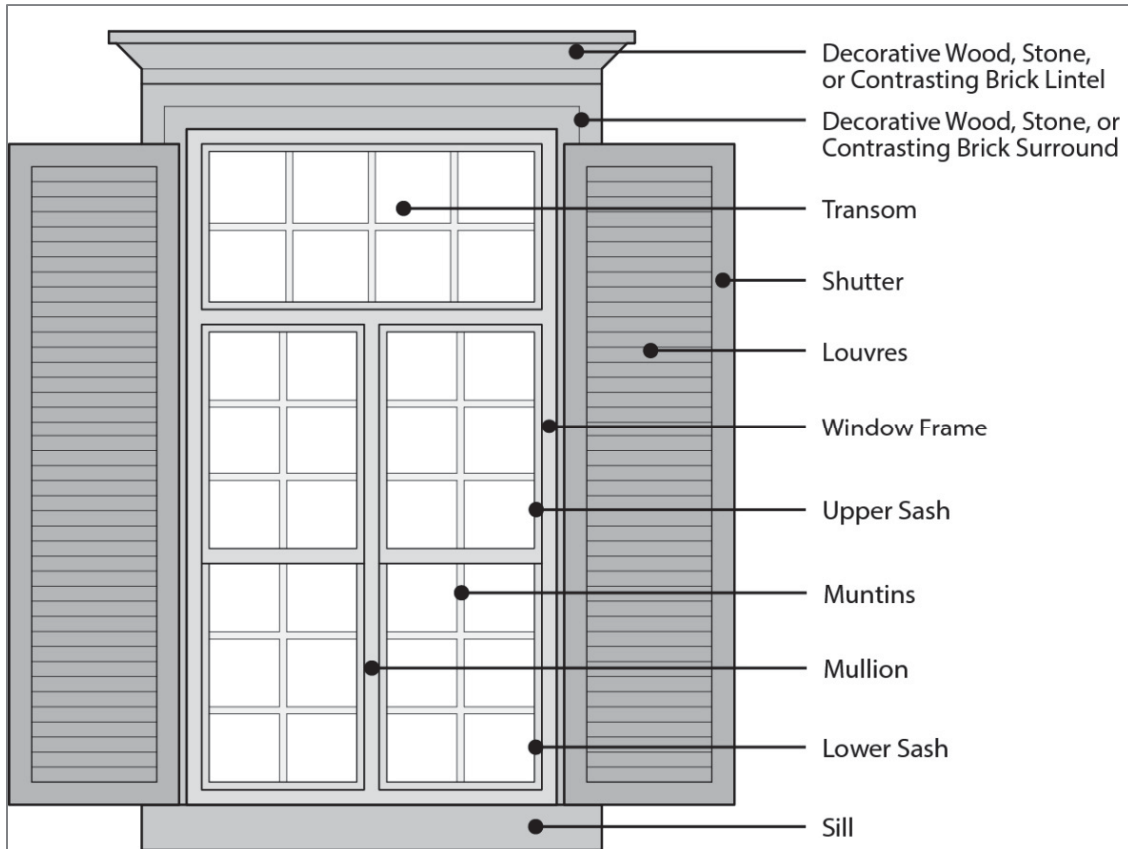 Decorative Wood, Stone,
or Contrasting Brick Lintel
Decorative Wood, Stone, or
Contrasting Brick Surround
Transom
Shutter
Louvres
Window Frame
Upper Sash
Muntins
Mullion
Lower Sash
Sill